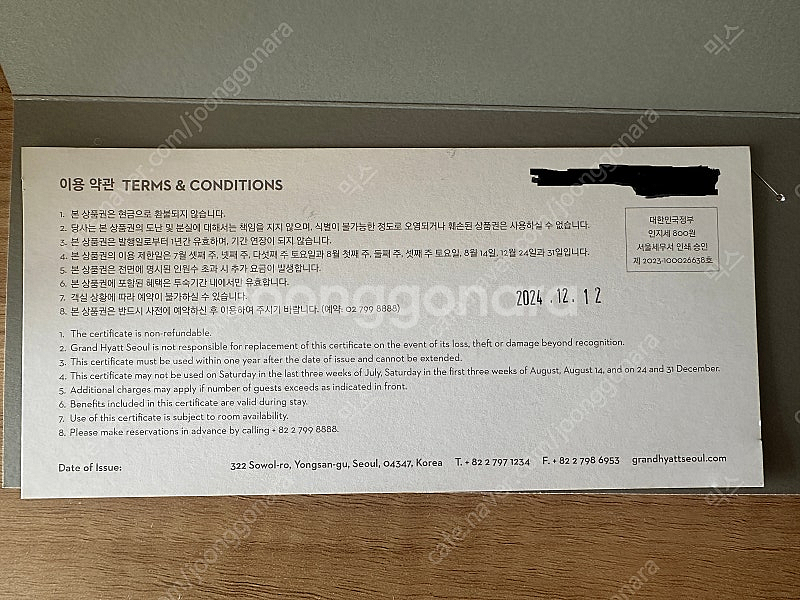 이용 약관 TERMS & CONDITIONS
1. 본 상품권은 현금으로 환불되지 않습니다.
2. 당사는 본 상품권의 도난 및 분실에 대해서는 책임을 지지 않으며, 식별이 불가능한 정도로 오염되거나 훼손된 상품권은 사용하실 수 없습니다.
3. 본 상품권은 발행일로부터 1년간 유효하며, 기간 연장이 되지 않습니다.
4. 본 상품권의 이용 제한일은 7월 셋째 주, 넷째 주, 다섯째 주 토요일과 8월 첫째 주, 둘째 주, 셋째 주 토요일, 8월 14일, 12월 24일과 31일입니다.
5. 본 상품권은 전면에 명시된 인원수 초과 시 추가 요금이 발생합니다.
6. 본 상품권에 포함된 혜택은 투숙기간 내에서만 유효합니다.
7. 객실 상황에 따라 예약이 불가하실 수 있습니다.
8. 본 상품권은 반드시 사전에 예약하신 후 이용하여 주시기 바랍니다. (예약: 02 799 8888)
대한민국정부
인지세 800원
서울세무서 인쇄 승인
제 2023-100026638호
2024.12.12
1. The certificate is non-refundable.
2. Grand Hyatt Seoul is not responsible for replacement of this certificate on the event of its loss, theft or damage beyond recognition.
3. This certificate must be used within one year after the date of issue and cannot be extended.
4. This certificate may not be used on Saturday in the last three weeks of July, Saturday in the first three weeks of August, August 14, and on 24 and 31 December.
5. Additional charges may apply if number of guests exceeds as indicated in front.
6. Benefits included in this certificate are valid during stay.
7. Use of this certificate is subject to room availability.
8. Please make reservations in advance by calling + 82 2 799 8888.
Date of Issue:
322 Sowol-ro, Yongsan-gu, Seoul, 04347, Korea T. + 82 2 797 1234 F. + 82 2 798 6953 grandhyattseoul.com
joonggonara
cafe.naver.com/joonggonara
믹스